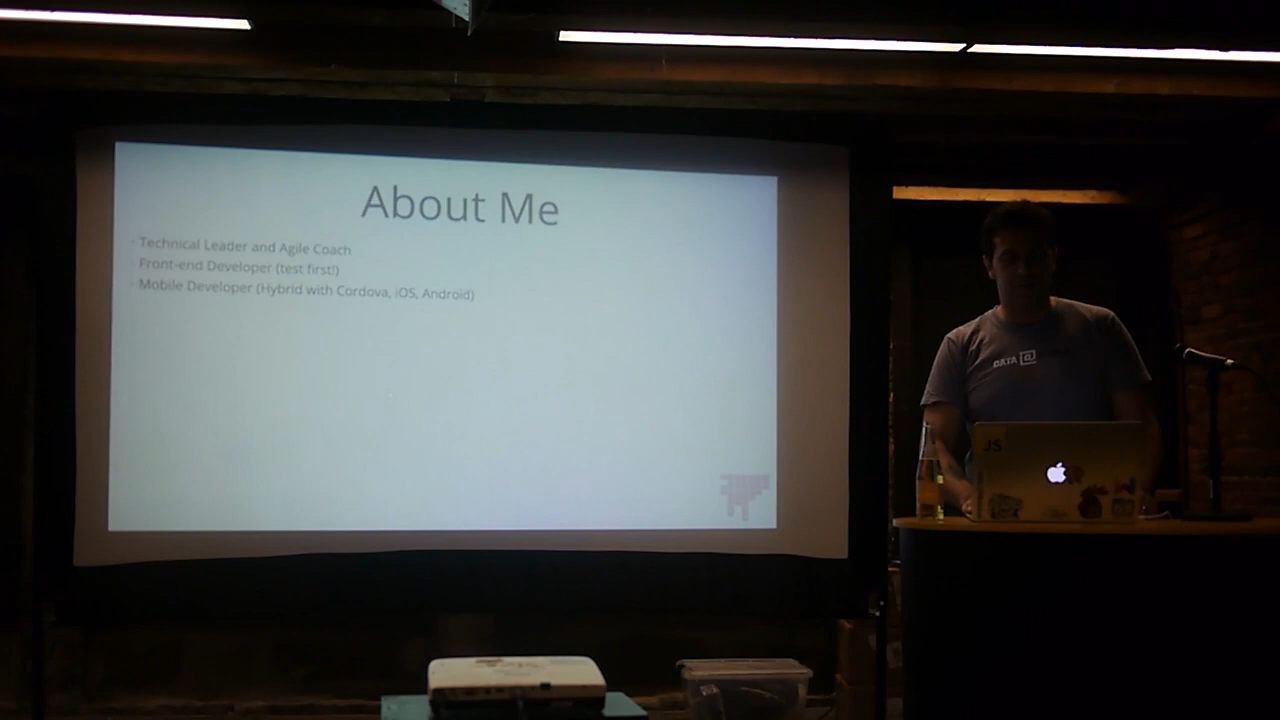 About Me
Technical Leader and Agile Coach
Front-end Developer (test first!)
Mobile Developer (Hybrid with Cordova, iOS, Android)
DATA @
JS